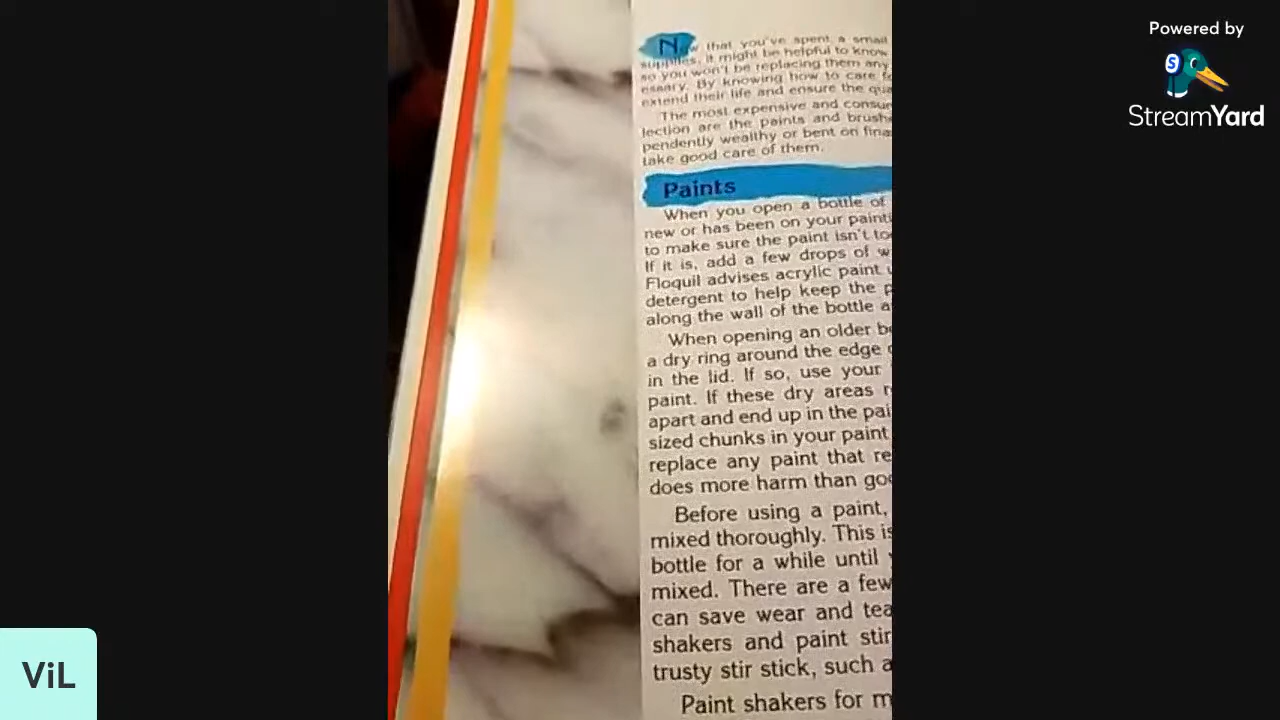 Powered by
StreamYard
Now that you've spent a small
supplies, it might be helpful to know
so you won't be replacing them any
essary. By knowing how to care
extend their life and ensure the
The most expensive and
lection are the paints and
pendently wealthy or bent on
take good care of them.
Paints
When you open a bottle of
new or has been on your
to make sure the paint isn't
If it is, add a few drops of
Floquil advises acrylic paint
detergent to help keep the
along the wall of the bottle
When opening an older
a dry ring around the edge
in the lid. If so, use your
paint. If these dry areas
apart and end up in the
sized chunks in your paint
replace any paint that
does more harm than
Before using a paint,
mixed thoroughly. This
bottle for a while until
mixed. There are a few
can save wear and
shakers and paint
trusty stir stick, such
Paint shakers for
ViL